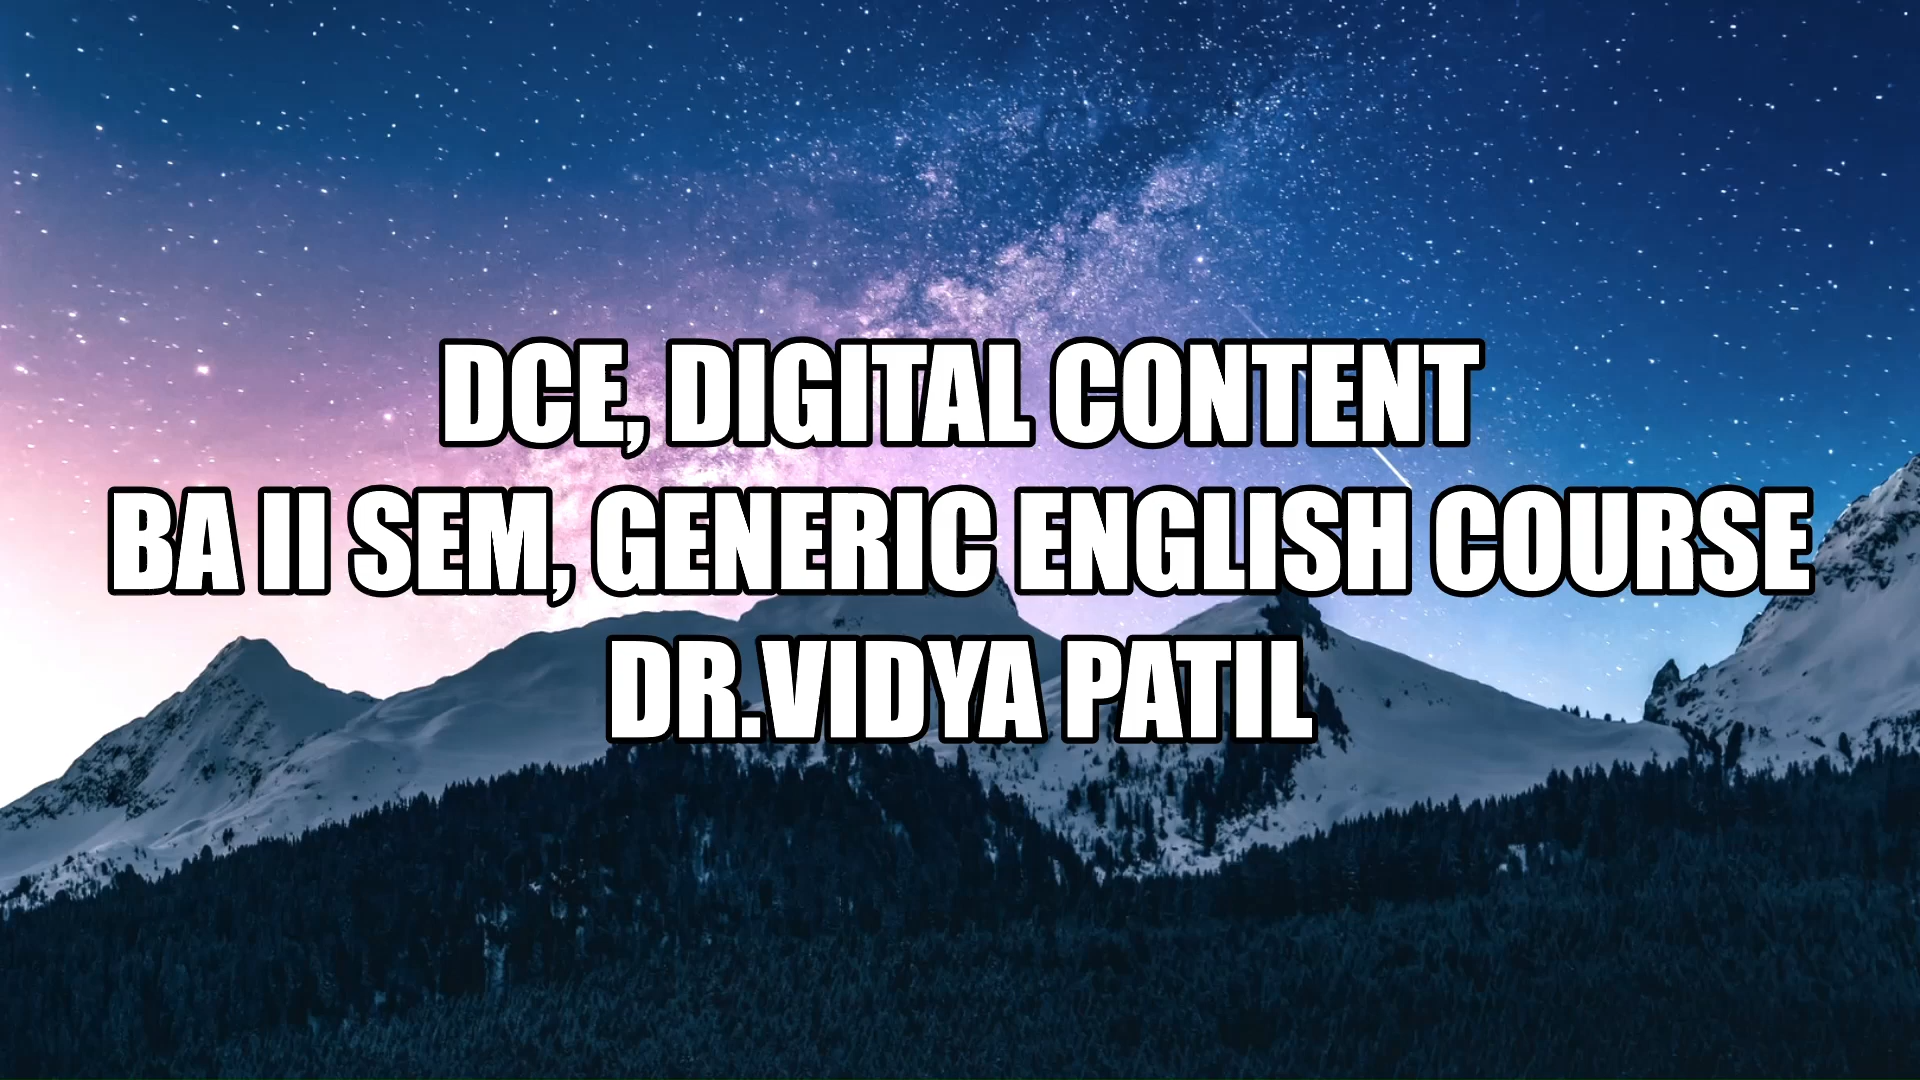 DCE, DIGITAL CONTENT
BA II SEM, GENERIC ENGLISH COURSE
DR.VIDYA PATIL